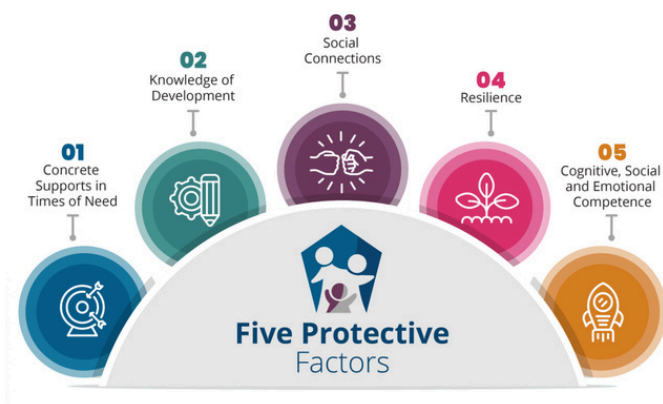 01
Concrete
Supports in
Times of Need
02
Knowledge of
Development
03
Social
Connections
04
Resilience
05
Cognitive, Social
and Emotional
Competence
Five Protective
Factors